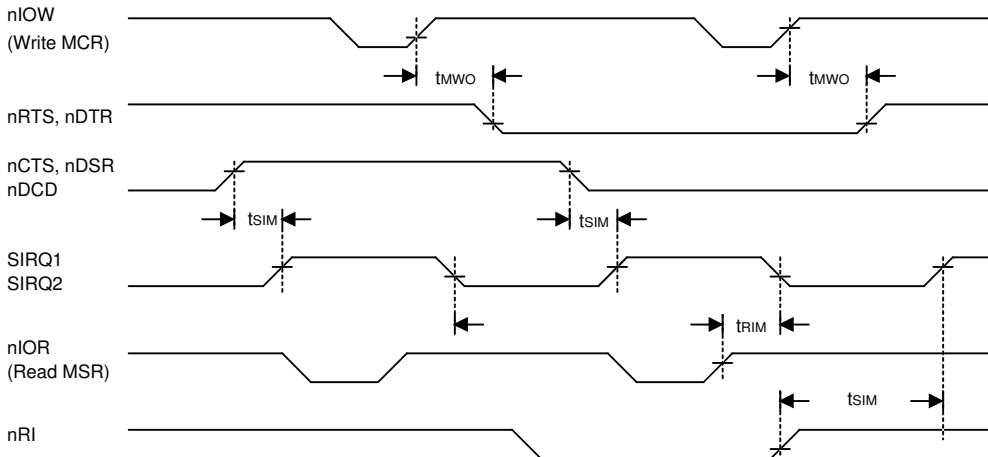 nIOW
(Write MCR)
tMWO
tMWO
nRTS, nDTR
nCTS, nDSR
nDCD
tSIM
tSIM
SIRQ1
SIRQ2
tRIM
nIOR
(Read MSR)
tSIM
nRI